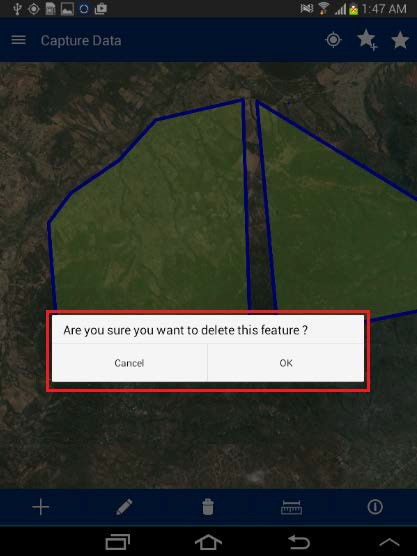 1:47 AM
Capture Data
Are you sure you want to delete this feature ?
Cancel
OK